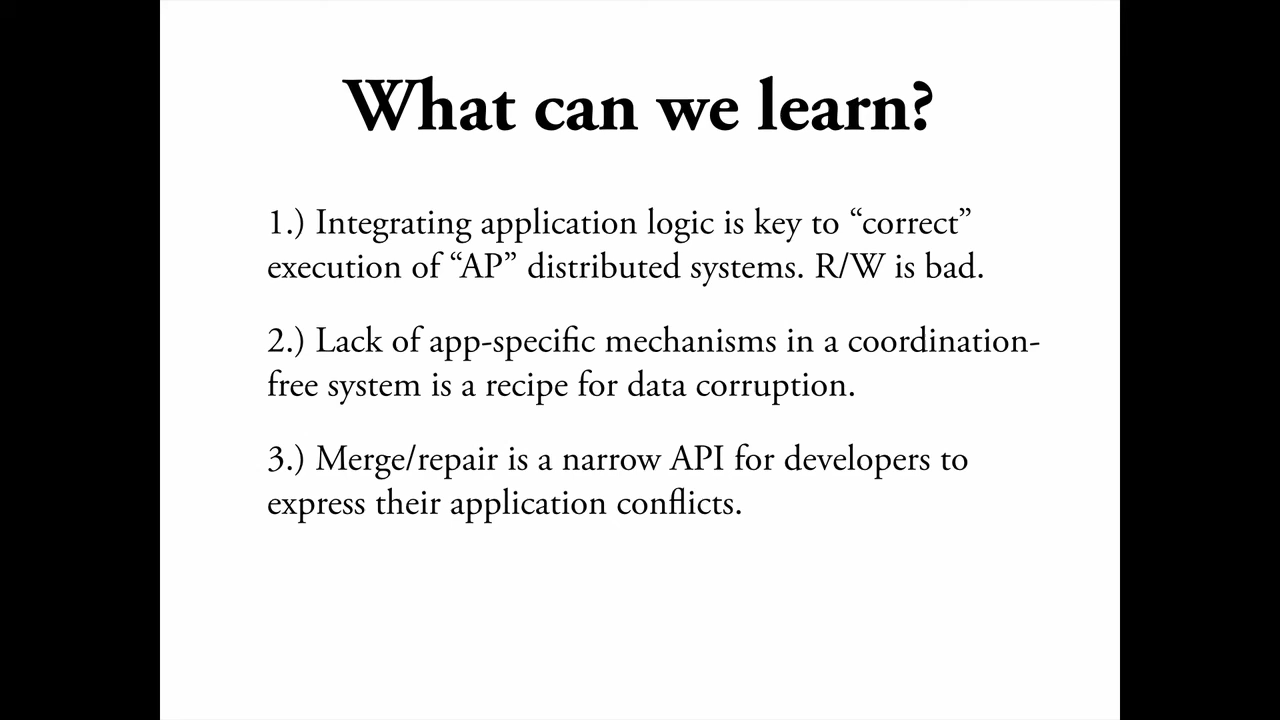 What can we learn?
1.) Integrating application logic is key to “correct”
execution of “AP” distributed systems. R/W is bad.
2.) Lack of app-specific mechanisms in a coordination-
free system is a recipe for data corruption.
3.) Merge/repair is a narrow API for developers to
express their application conflicts.